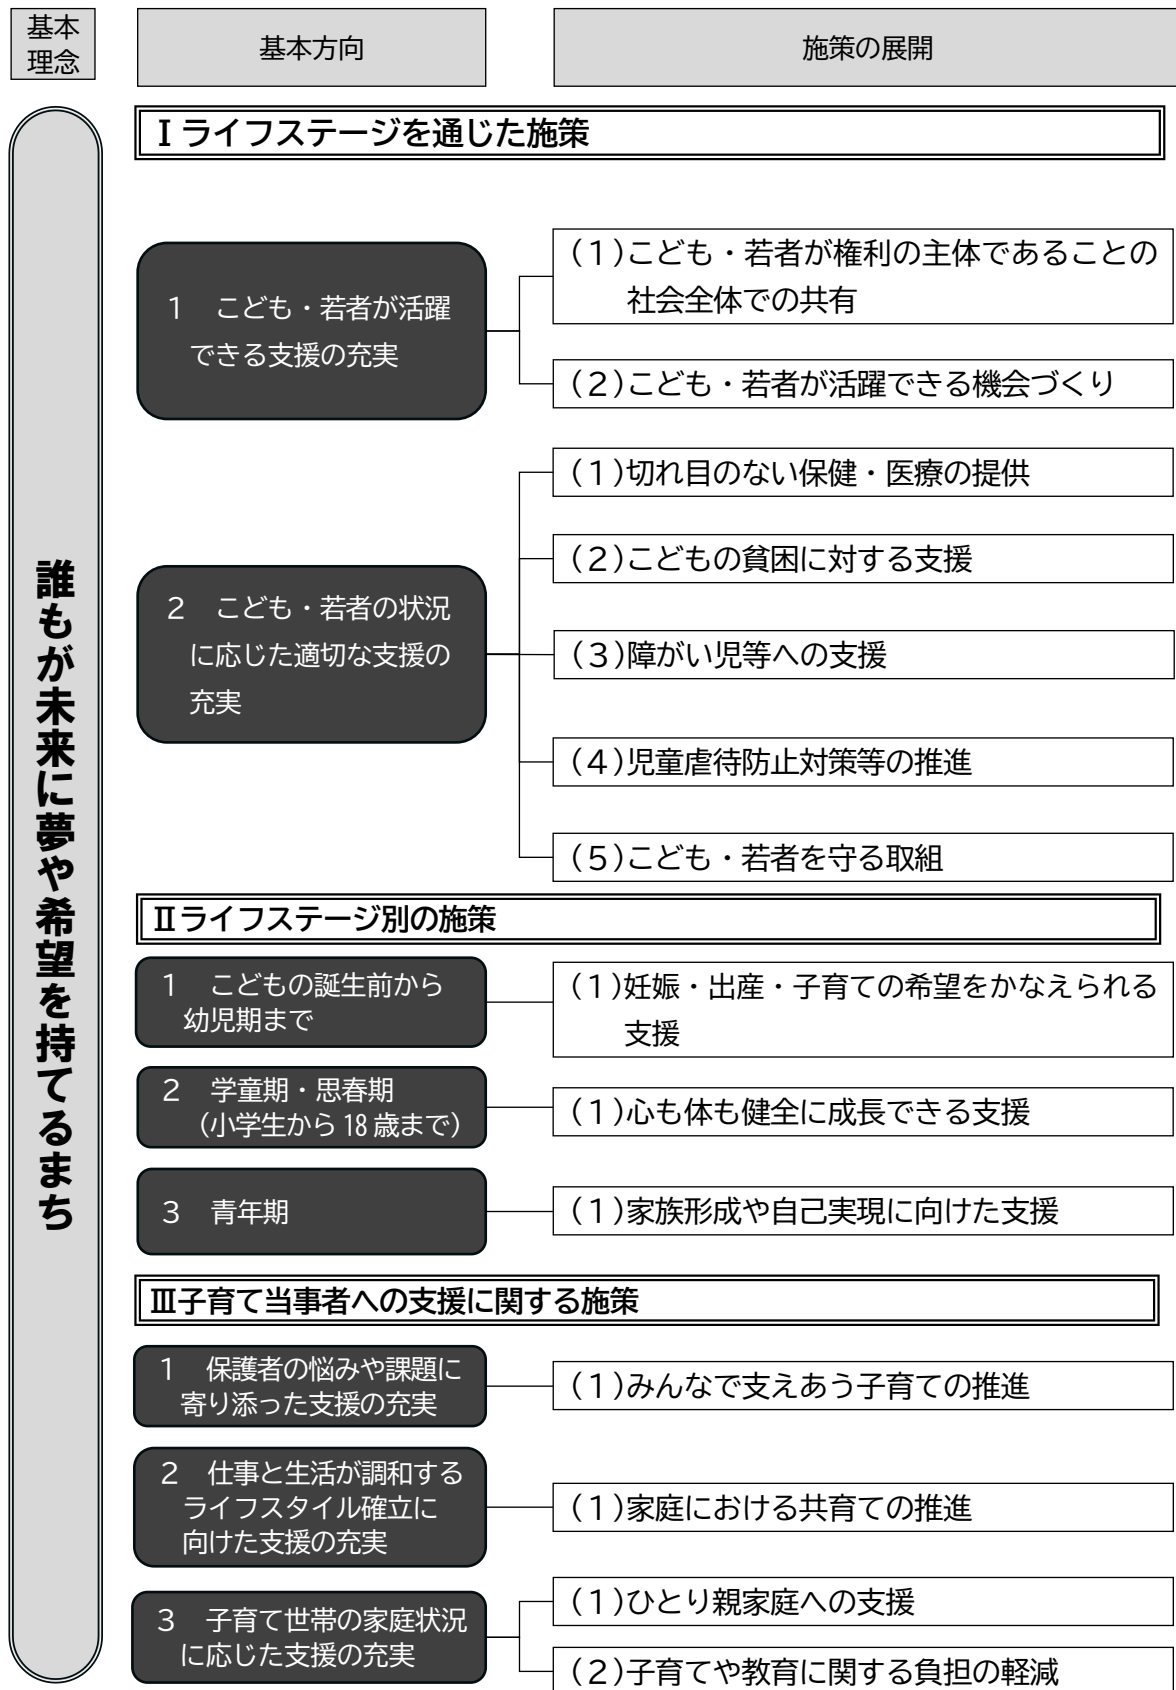 基本
理念
基本方向
施策の展開
誰もが未来に夢や希望を持てるまち
Ⅰ ライフステージを通じた施策
1　こども・若者が活躍
できる支援の充実
(1)こども・若者が権利の主体であることの
社会全体での共有
(2)こども・若者が活躍できる機会づくり
2　こども・若者の状況
に応じた適切な支援の
充実
(1)切れ目のない保健・医療の提供
(2)こどもの貧困に対する支援
(3)障がい児等への支援
(4)児童虐待防止対策等の推進
(5)こども・若者を守る取組
Ⅱライフステージ別の施策
1　こどもの誕生前から
幼児期まで
(1)妊娠・出産・子育ての希望をかなえられる
支援
2　学童期・思春期
(小学生から 18 歳まで)
(1)心も体も健全に成長できる支援
3　青年期
(1)家族形成や自己実現に向けた支援
Ⅲ子育て当事者への支援に関する施策
1　保護者の悩みや課題に
寄り添った支援の充実
(1)みんなで支えあう子育ての推進
2　仕事と生活が調和する
ライフスタイル確立に
向けた支援の充実
(1)家庭における共育ての推進
3　子育て世帯の家庭状況
に応じた支援の充実
(1)ひとり親家庭への支援
(2)子育てや教育に関する負担の軽減